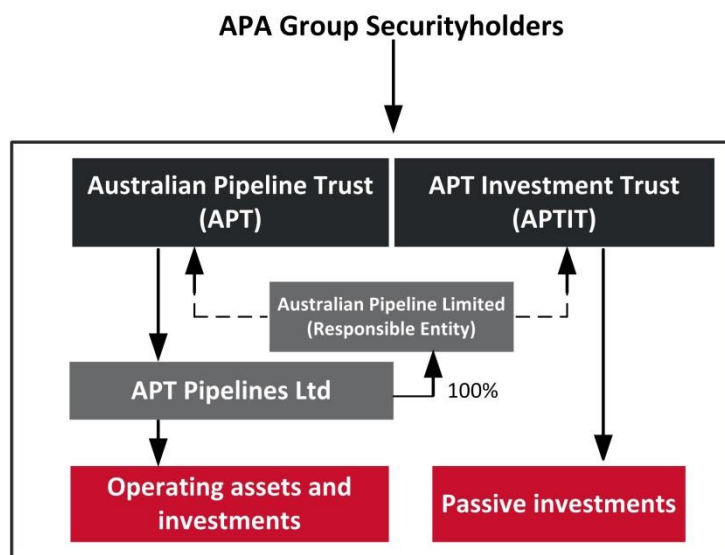 APA Group Securityholders
Australian Pipeline Trust
(APT)
APT Investment Trust
(APTIT)
Australian Pipeline Limited
(Responsible Entity)
APT Pipelines Ltd
100%
Operating assets and
investments
Passive investments